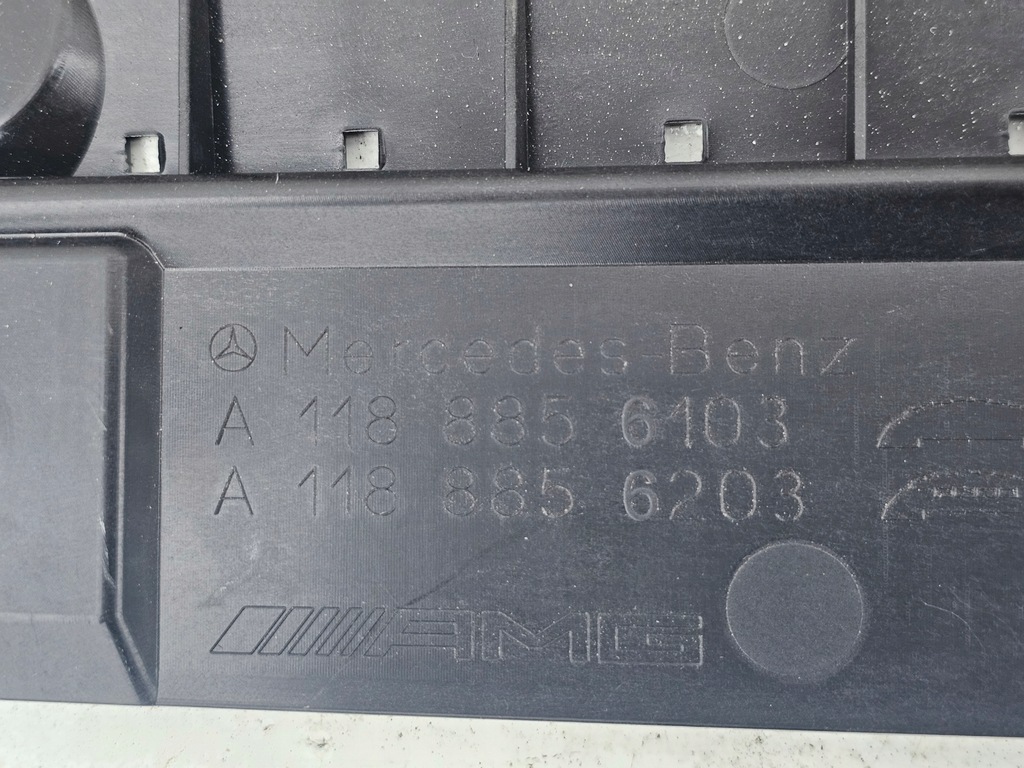 Mercedes-Benz
A 118 885 6103
A 118 885 6203
AMG